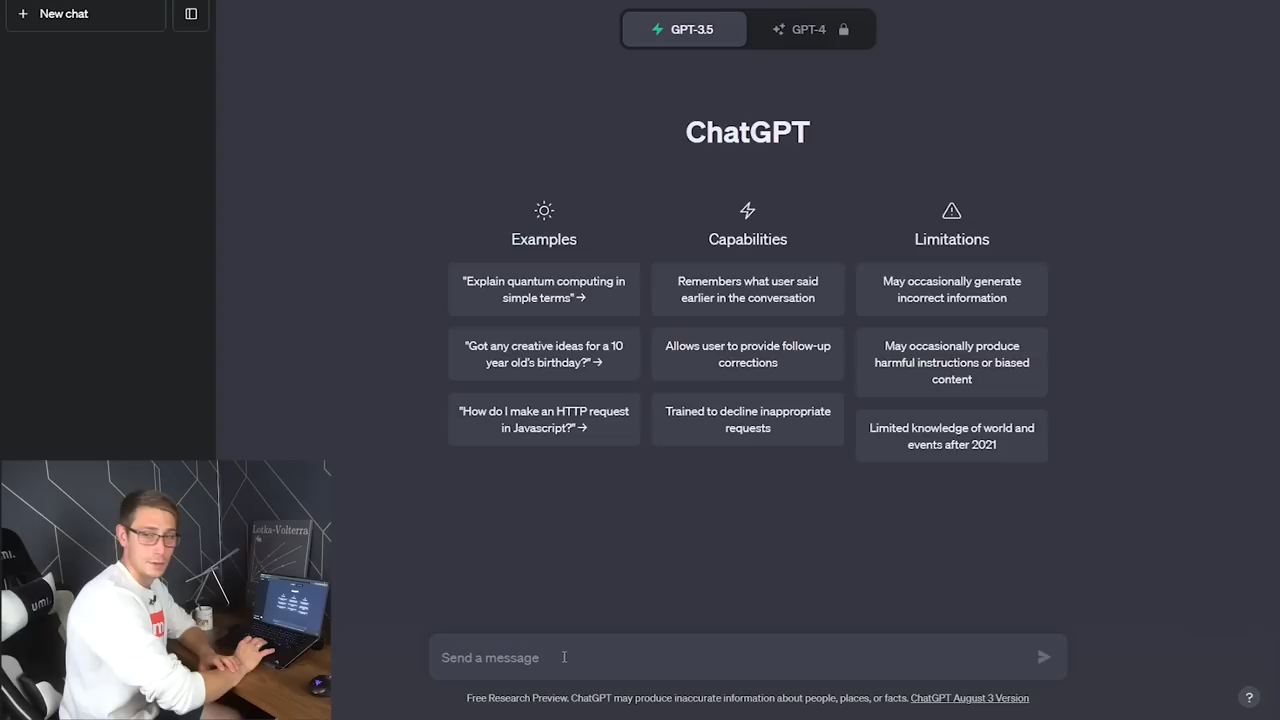 New chat
GPT-3.5
GPT-4
ChatGPT
Examples
"Explain quantum computing in
simple terms" →
"Got any creative ideas for a 10
year old's birthday?" →
"How do I make an HTTP request
in Javascript?" →
Capabilities
Remembers what user said
earlier in the conversation
Allows user to provide follow-up
corrections
Trained to decline inappropriate
requests
Limitations
May occasionally generate
incorrect information
May occasionally produce
harmful instructions or biased
content
Limited knowledge of world and
events after 2021
Lotka-Volterra
umi.
Send a message
Free Research Preview. ChatGPT may produce inaccurate information about people, places, or facts. ChatGPT August 3 Version
?